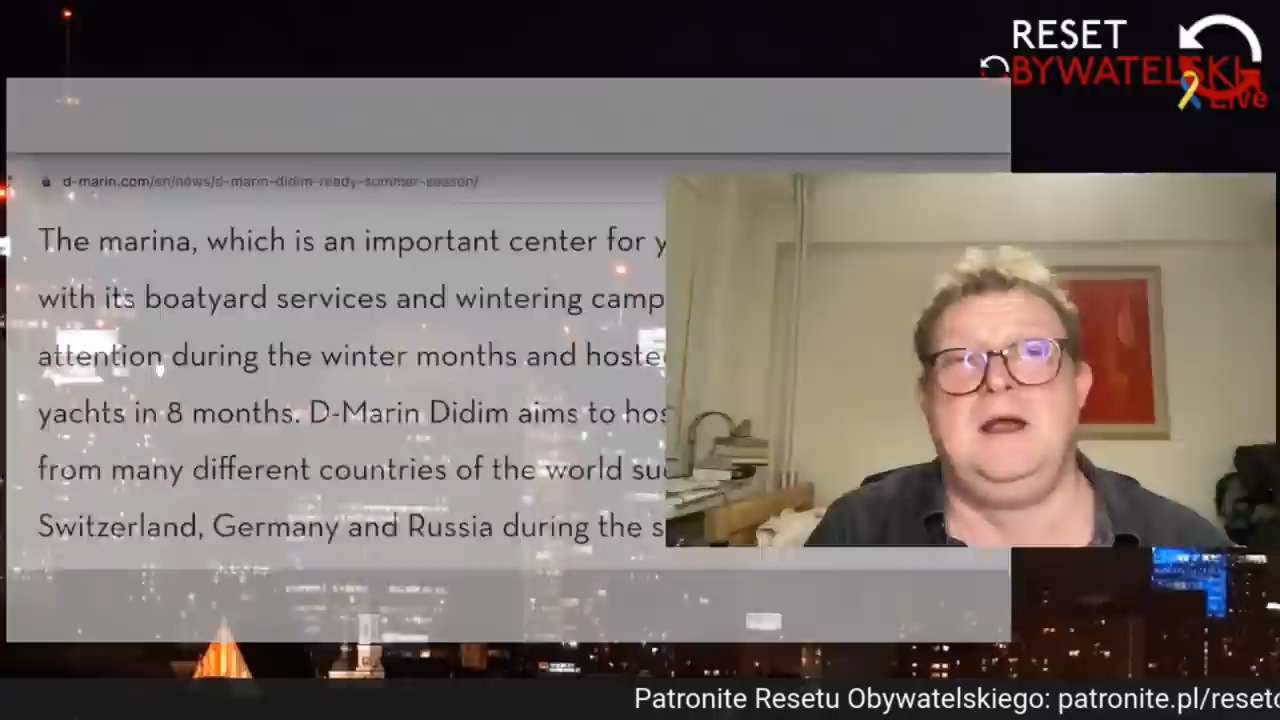 RESET
OBYWATELSKI
Live
d-marin.com/en/news/d-marin-didim-ready-summer-season/
The marina, which is an important center for y
with its boatyard services and wintering camp
attention during the winter months and hoste
yachts in 8 months. D-Marin Didim aims to hos
from many different countries of the world su
Switzerland, Germany and Russia during the s
Patronite Resetu Obywatelskiego: patronite.pl/reseto